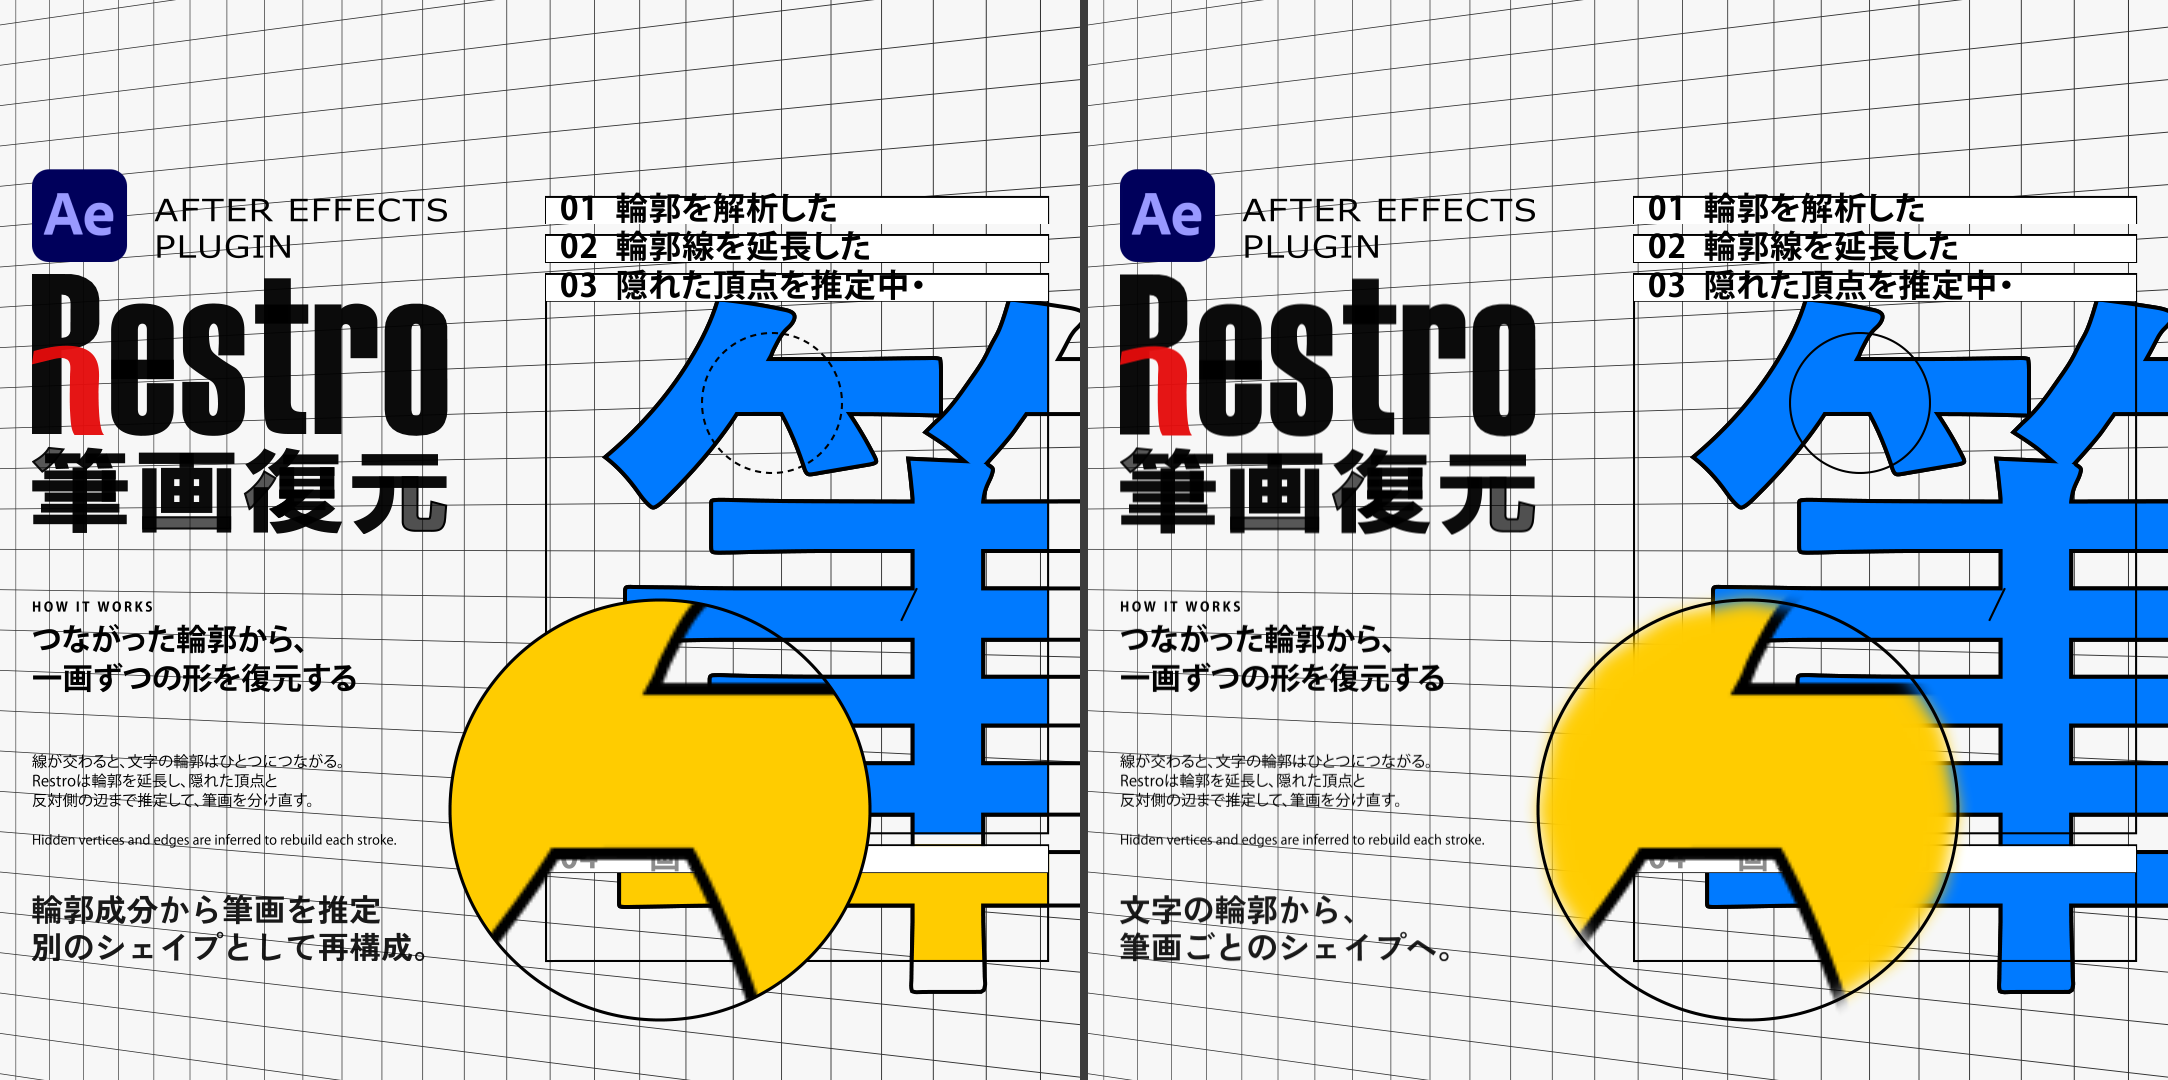 Ae
AFTER EFFECTS
PLUGIN
Restro
筆画復元
01 輪郭を解析した
02 輪郭線を延長した
03 隠れた頂点を推定中・
筆
HOW IT WORKS
つながった輪郭から、
一画ずつの形を復元する
線が交わると、文字の輪郭はひとつにつながる。
Restroは輪郭を延長し、隠れた頂点と
反対側の辺まで推定して、筆画を分け直す。
Hidden vertices and edges are inferred to rebuild each stroke.
04 画
輪郭成分から筆画を推定
別のシェイプとして再構成。
Ae
AFTER EFFECTS
PLUGIN
Restro
筆画復元
01 輪郭を解析した
02 輪郭線を延長した
03 隠れた頂点を推定中・
筆
HOW IT WORKS
つながった輪郭から、
一画ずつの形を復元する
線が交わると、文字の輪郭はひとつにつながる。
Restroは輪郭を延長し、隠れた頂点と
反対側の辺まで推定して、筆画を分け直す。
Hidden vertices and edges are inferred to rebuild each stroke.
04 画
文字の輪郭から、
筆画ごとのシェイプへ。